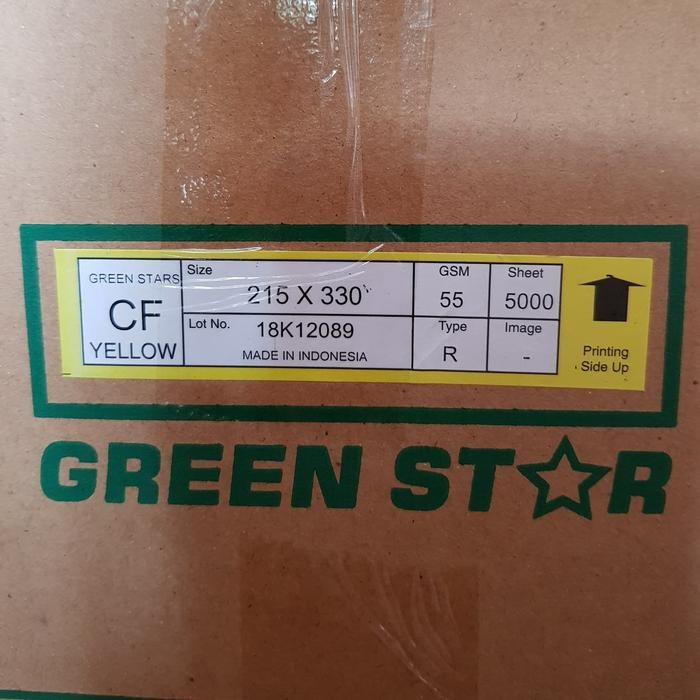 GREEN STARS
CF
YELLOW
Size
215 X 330
Lot No.
18K12089
MADE IN INDONESIA
GSM
55
Sheet
5000
Type
R
Image
-
Printing
Side Up
GREEN ST☆R